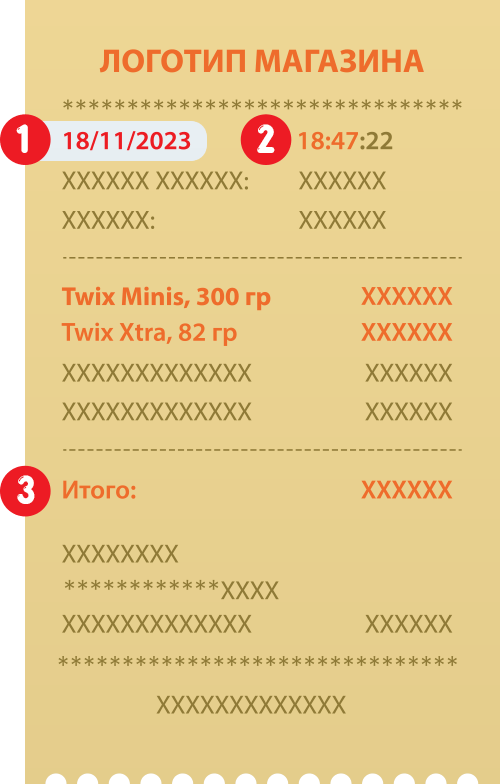 ЛОГОТИП МАГАЗИНА
*******************************
1 18/11/2023 2 18:47:22
XXXXXX XXXXXX: XXXXXX
XXXXXX: XXXXXX
Twix Minis, 300 гр XXXXXX
Twix Xtra, 82 гр XXXXXX
XXXXXXXXXXXXX XXXXXX
XXXXXXXXXXXXX XXXXXX
3 Итого: XXXXXX
XXXXXXXX
************XXXX
XXXXXXXXXXXXX XXXXXX
*******************************
XXXXXXXXXXXXX